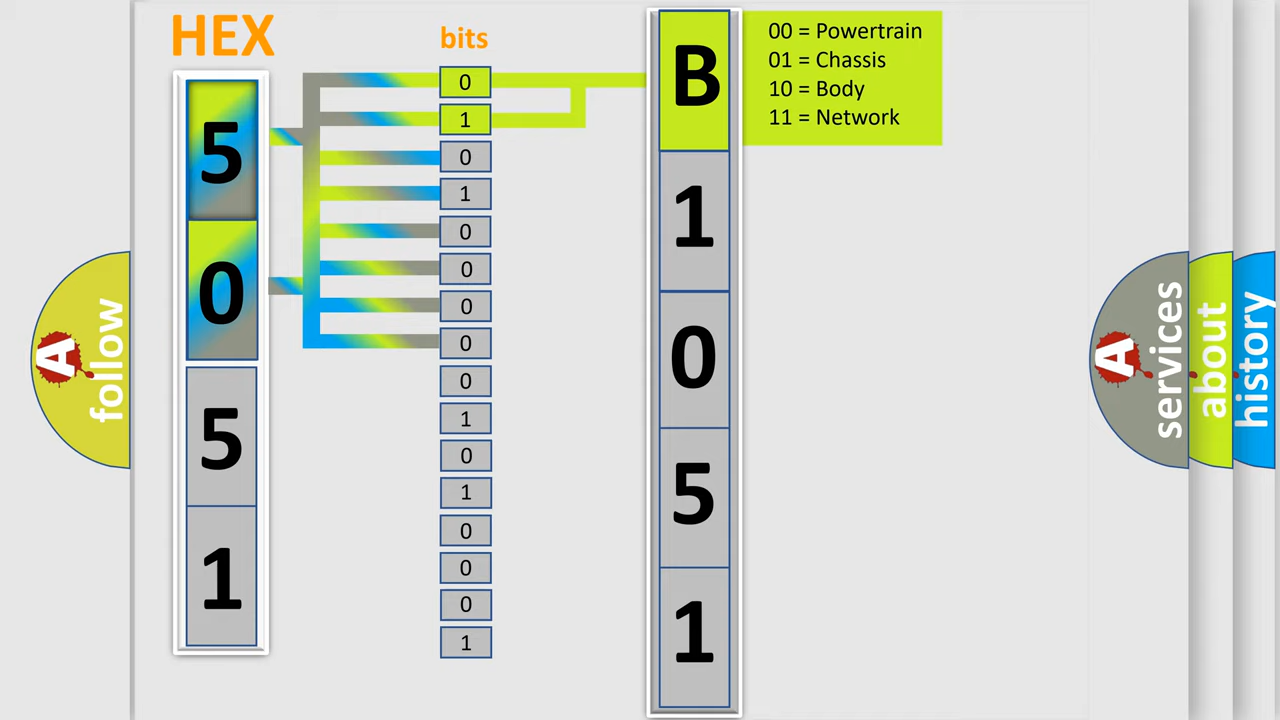 HEX
bits
5
0
5
1
0
1
0
1
0
0
0
0
0
1
0
1
0
0
0
1
B
1
0
5
1
00 = Powertrain
01 = Chassis
10 = Body
11 = Network
A
follow
A
services
about
history